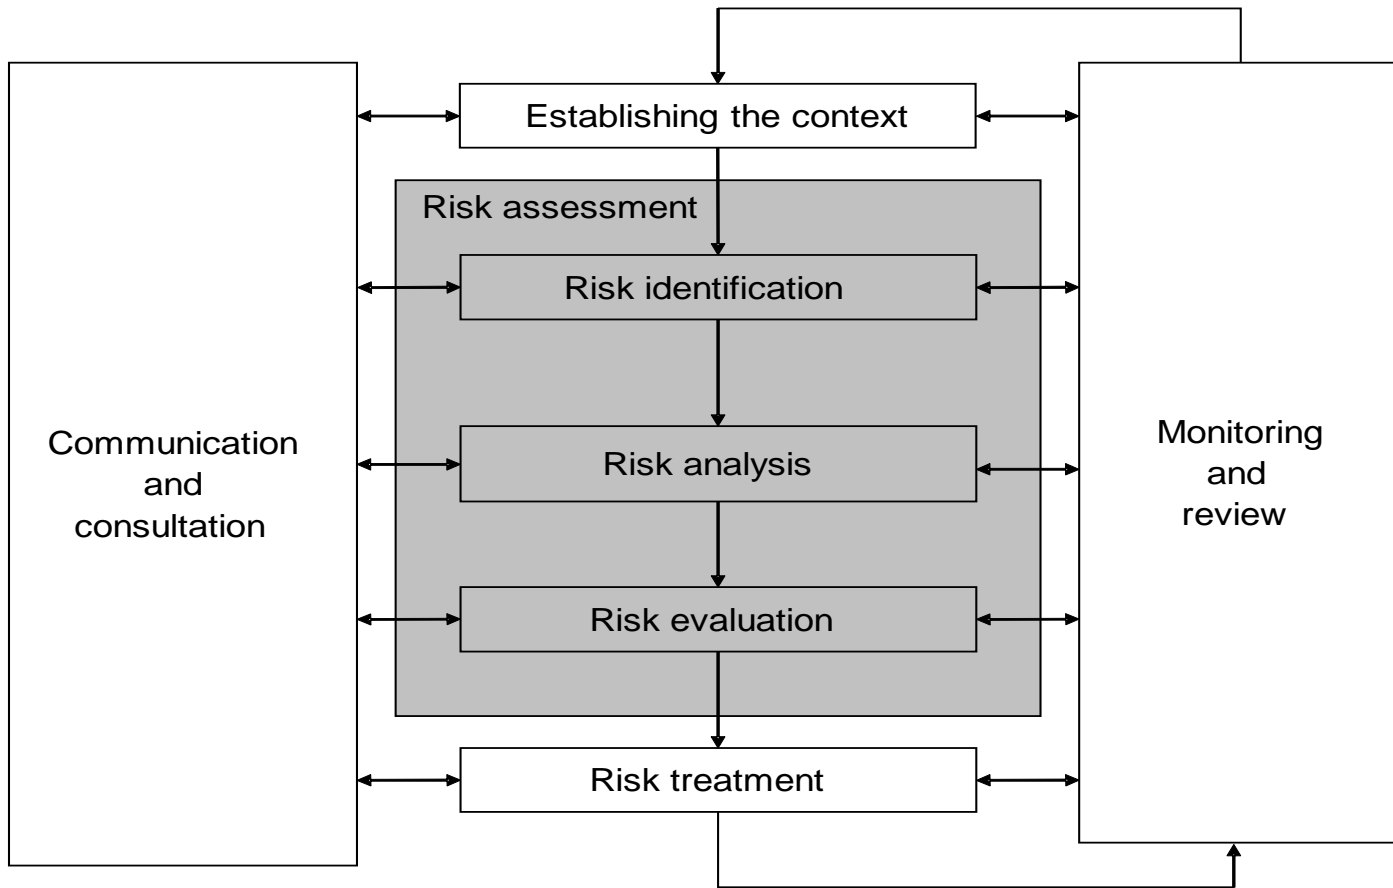 Establishing the context
Risk assessment
Risk identification
Risk analysis
Risk evaluation
Risk treatment
Communication
and
consultation
Monitoring
and
review